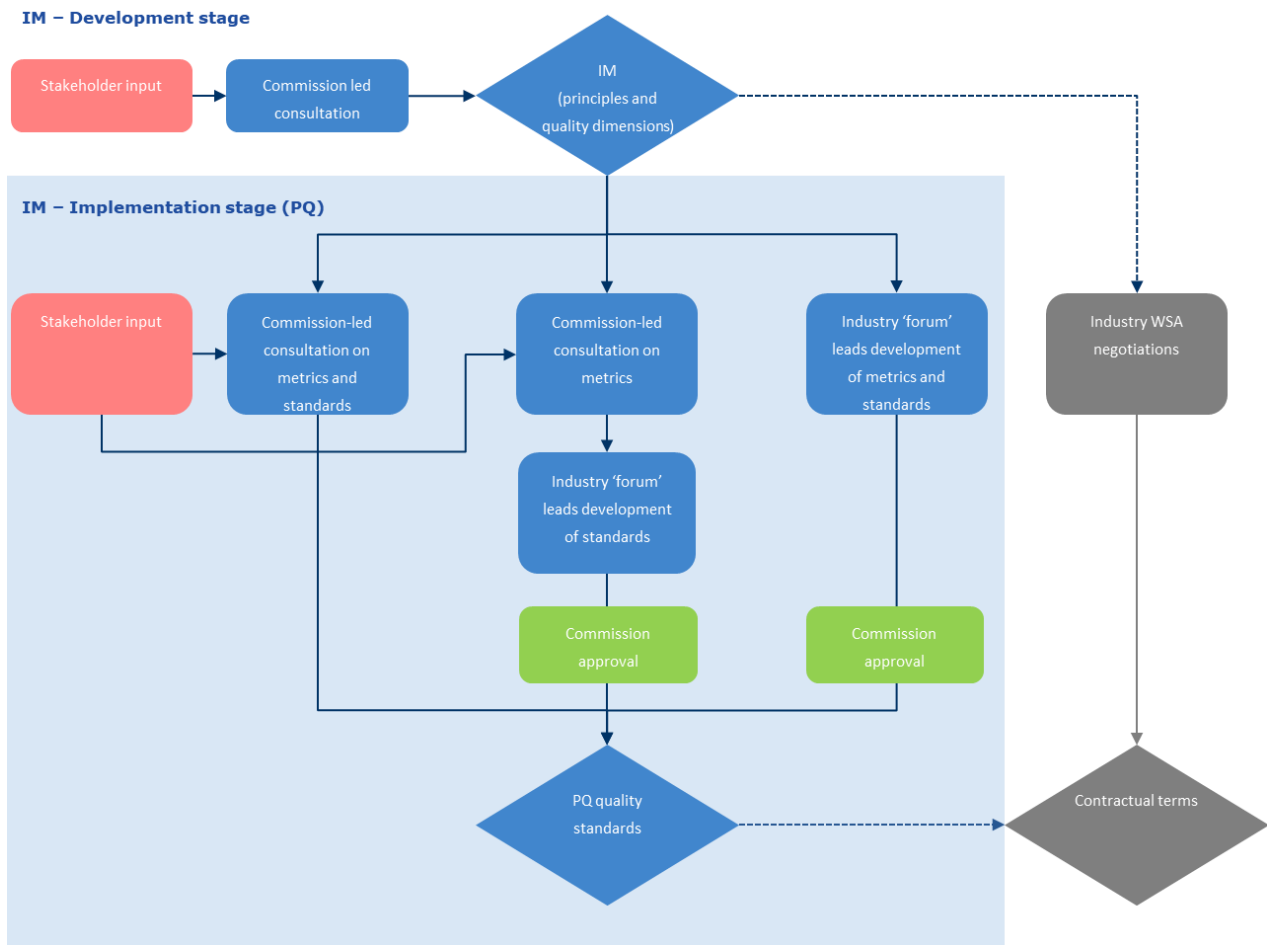 IM – Development stage
Stakeholder input
Commission led
consultation
IM
(principles and
quality dimensions)
IM – Implementation stage (PQ)
Stakeholder input
Commission-led
consultation on
metrics and
standards
Commission-led
consultation on
metrics
Industry ‘forum’
leads development
of metrics and
standards
Industry WSA
negotiations
Industry ‘forum’
leads development
of standards
Commission
approval
Commission
approval
PQ quality
standards
Contractual terms